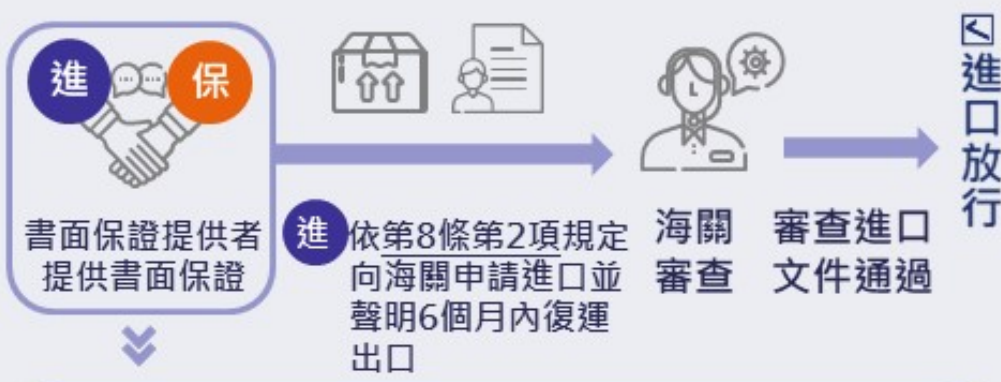 進
保
書面保證提供者
提供書面保證
進
依第8條第2項規定
向海關申請進口並
聲明6個月內復運
出口
海關
審查
審查進口
文件通過
進口放行